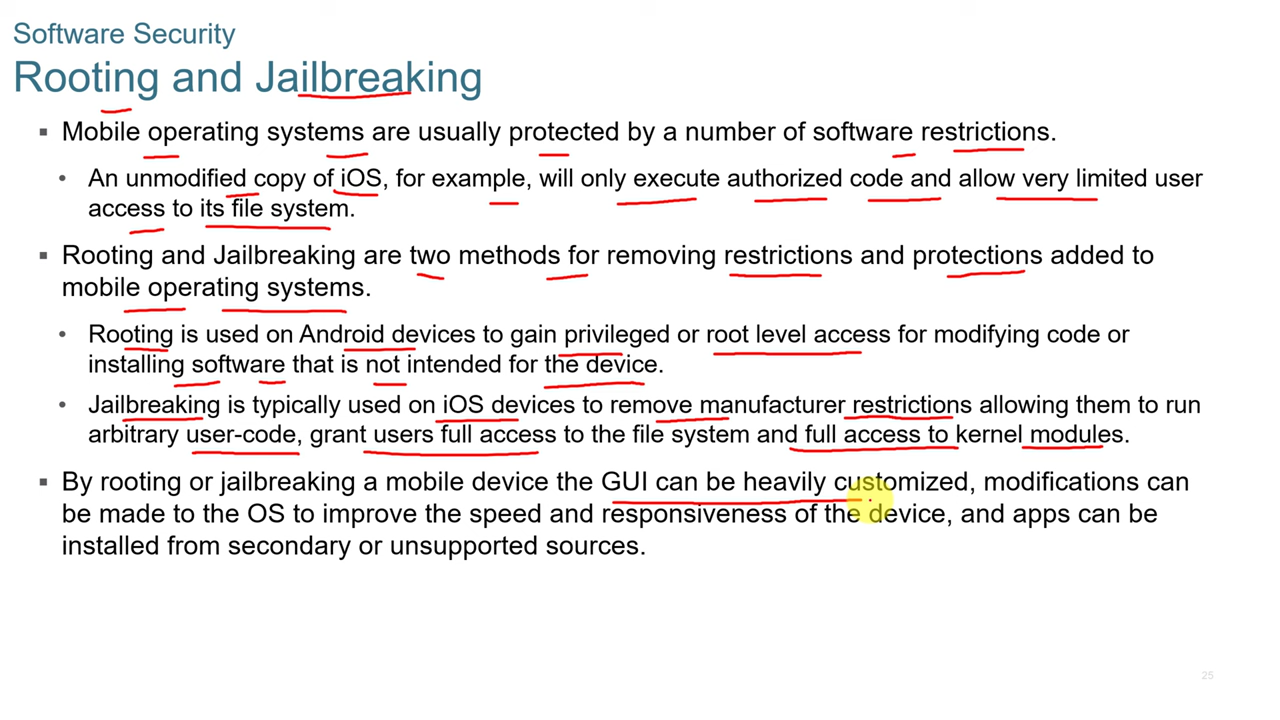 Software Security
Rooting and Jailbreaking
▪ Mobile operating systems are usually protected by a number of software restrictions.
• An unmodified copy of iOS, for example, will only execute authorized code and allow very limited user
access to its file system.
▪ Rooting and Jailbreaking are two methods for removing restrictions and protections added to
mobile operating systems.
• Rooting is used on Android devices to gain privileged or root level access for modifying code or
installing software that is not intended for the device.
• Jailbreaking is typically used on iOS devices to remove manufacturer restrictions allowing them to run
arbitrary user-code, grant users full access to the file system and full access to kernel modules.
▪ By rooting or jailbreaking a mobile device the GUI can be heavily customized, modifications can
be made to the OS to improve the speed and responsiveness of the device, and apps can be
installed from secondary or unsupported sources.
25